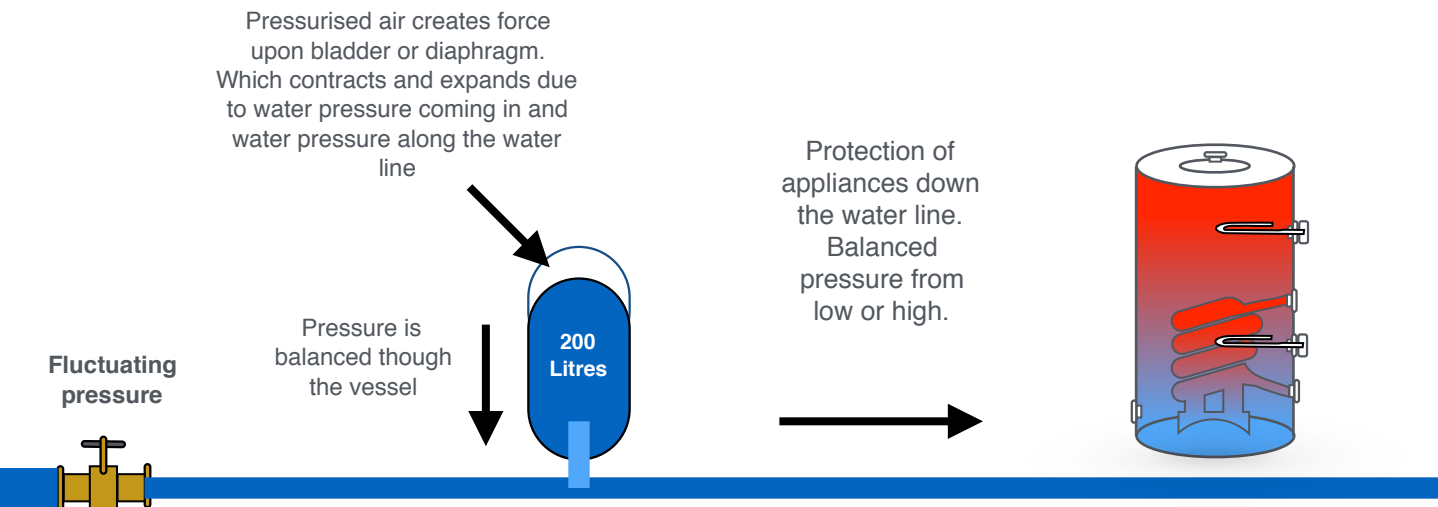 Pressurised air creates force
upon bladder or diaphragm.
Which contracts and expands due
to water pressure coming in and
water pressure along the water
line
Protection of
appliances down
the water line.
Balanced
pressure from
low or high.
Pressure is
balanced though
the vessel
200
Litres
Fluctuating
pressure